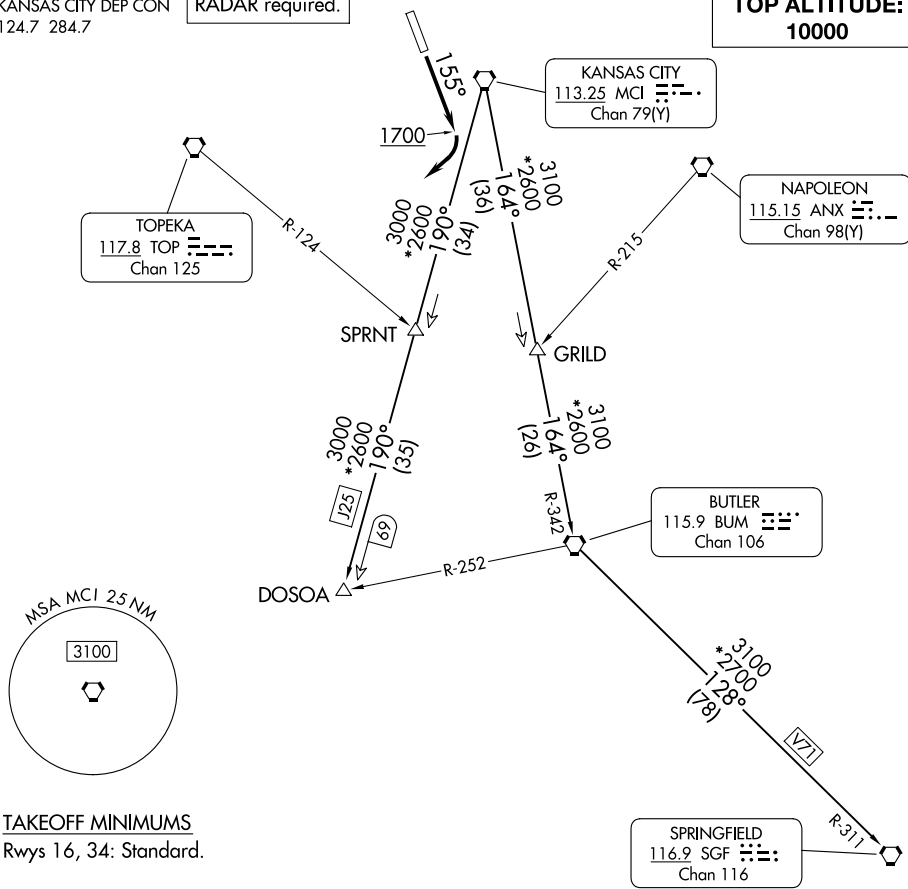 KANSAS CITY DEP CON
124.7 284.7
RADAR required.
TOP ALTITUDE:
10000
155°
1700
KANSAS CITY
113.25 MCI
Chan 79(Y)
TOPEKA
117.8 TOP
Chan 125
R-124
3000
*2600
190°
(34)
3100
*2600
164°
(36)
NAPOLEON
115.15 ANX
Chan 98(Y)
R-215
SPRNT
GRILD
3000
*2600
190°
(35)
J25
69
3100
*2600
164°
(26)
R-342
BUTLER
115.9 BUM
Chan 106
R-252
DOSOA
MSA MCI 25 NM
3100
3100
*2700
128°
(78)
V71
R-311
SPRINGFIELD
116.9 SGF
Chan 116
TAKEOFF MINIMUMS
Rwys 16, 34: Standard.